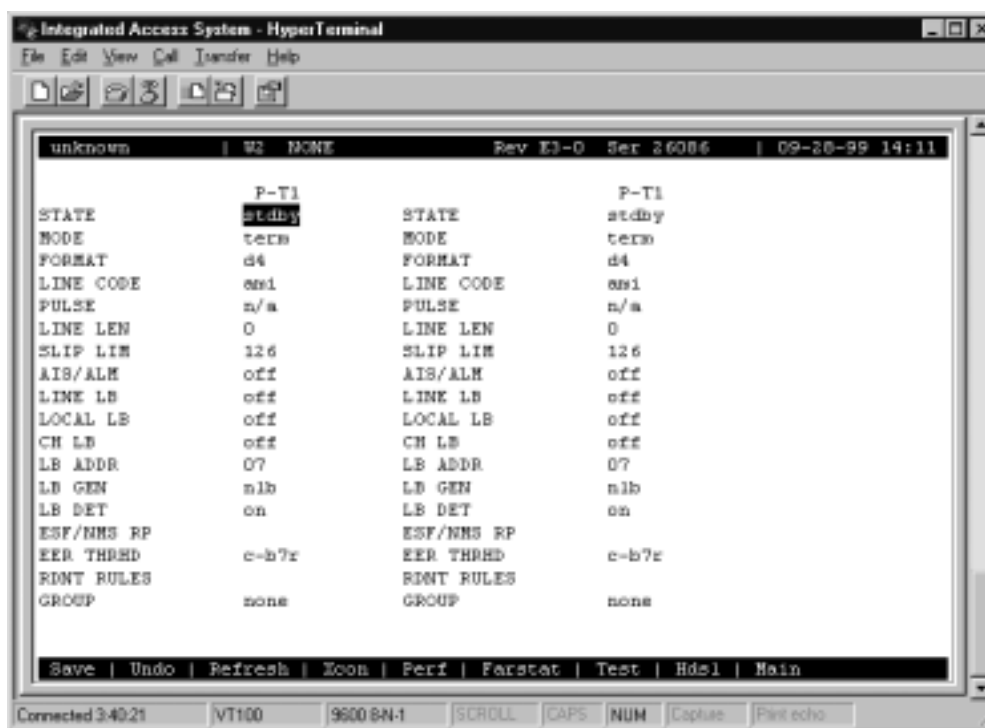 Integrated Access System - HyperTerminal
File Edit View Call Transfer Help
unknown | W2 NONE Rev E3-0 Ser 26086 | 09-28-99 14:11
P-T1 P-T1
STATE stdby STATE stdby
MODE term MODE term
FORMAT d4 FORMAT d4
LINE CODE ami LINE CODE ami
PULSE n/a PULSE n/a
LINE LEN 0 LINE LEN 0
SLIP LIM 126 SLIP LIM 126
AIS/ALM off AIS/ALM off
LINE LB off LINE LB off
LOCAL LB off LOCAL LB off
CH LB off CH LB off
LB ADDR 07 LB ADDR 07
LB GEN nlb LB GEN nlb
LB DET on LB DET on
ESF/NMS RP ESF/NMS RP
EER THRHD c-b7r EER THRHD c-b7r
RDNT RULES RDNT RULES
GROUP none GROUP none
Save | Undo | Refresh | Xcon | Perf | Farstat | Test | Hdsl | Main
Connected 3:40:21 VT100 9600 8-N-1 SCROLL CAPS NUM Capture Print echo